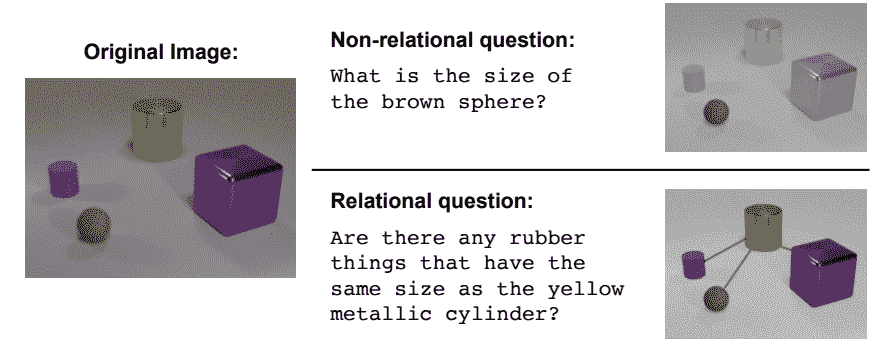 Original Image:
Non-relational question:
What is the size of
the brown sphere?
Relational question:
Are there any rubber
things that have the
same size as the yellow
metallic cylinder?